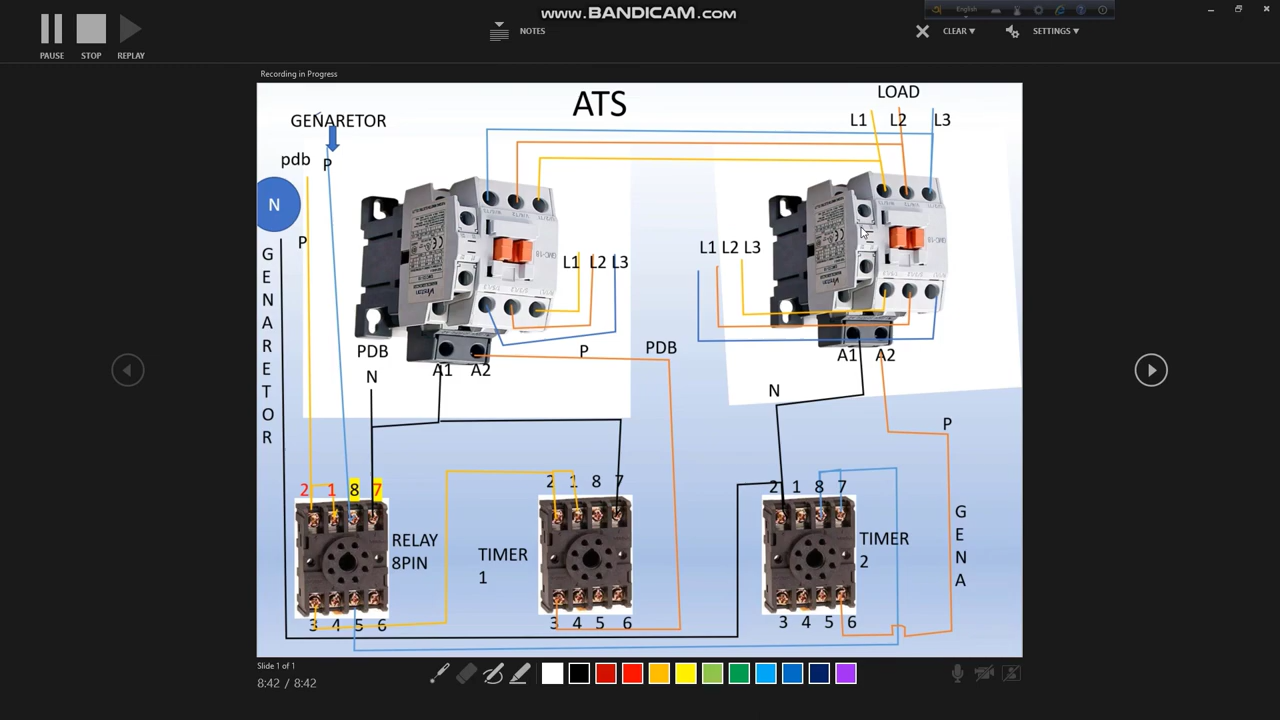 www.BANDICAM.com
English
PAUSE
STOP
REPLAY
NOTES
CLEAR
SETTINGS
Recording in Progress
ATS
LOAD
L1 L2 L3
GENARETOR
pdb P
N
P
GENARETOR
L1 L2 L3
L1 L2 L3
PDB
P
PDB
N
A1 A2
A1 A2
N
P
2 1 8 7
RELAY
8PIN
3 4 5 6
2 1 8 7
TIMER
1
3 4 5 6
2 1 8 7
TIMER
2
3 4 5 6
GENA
Slide 1 of 1
8:42 / 8:42